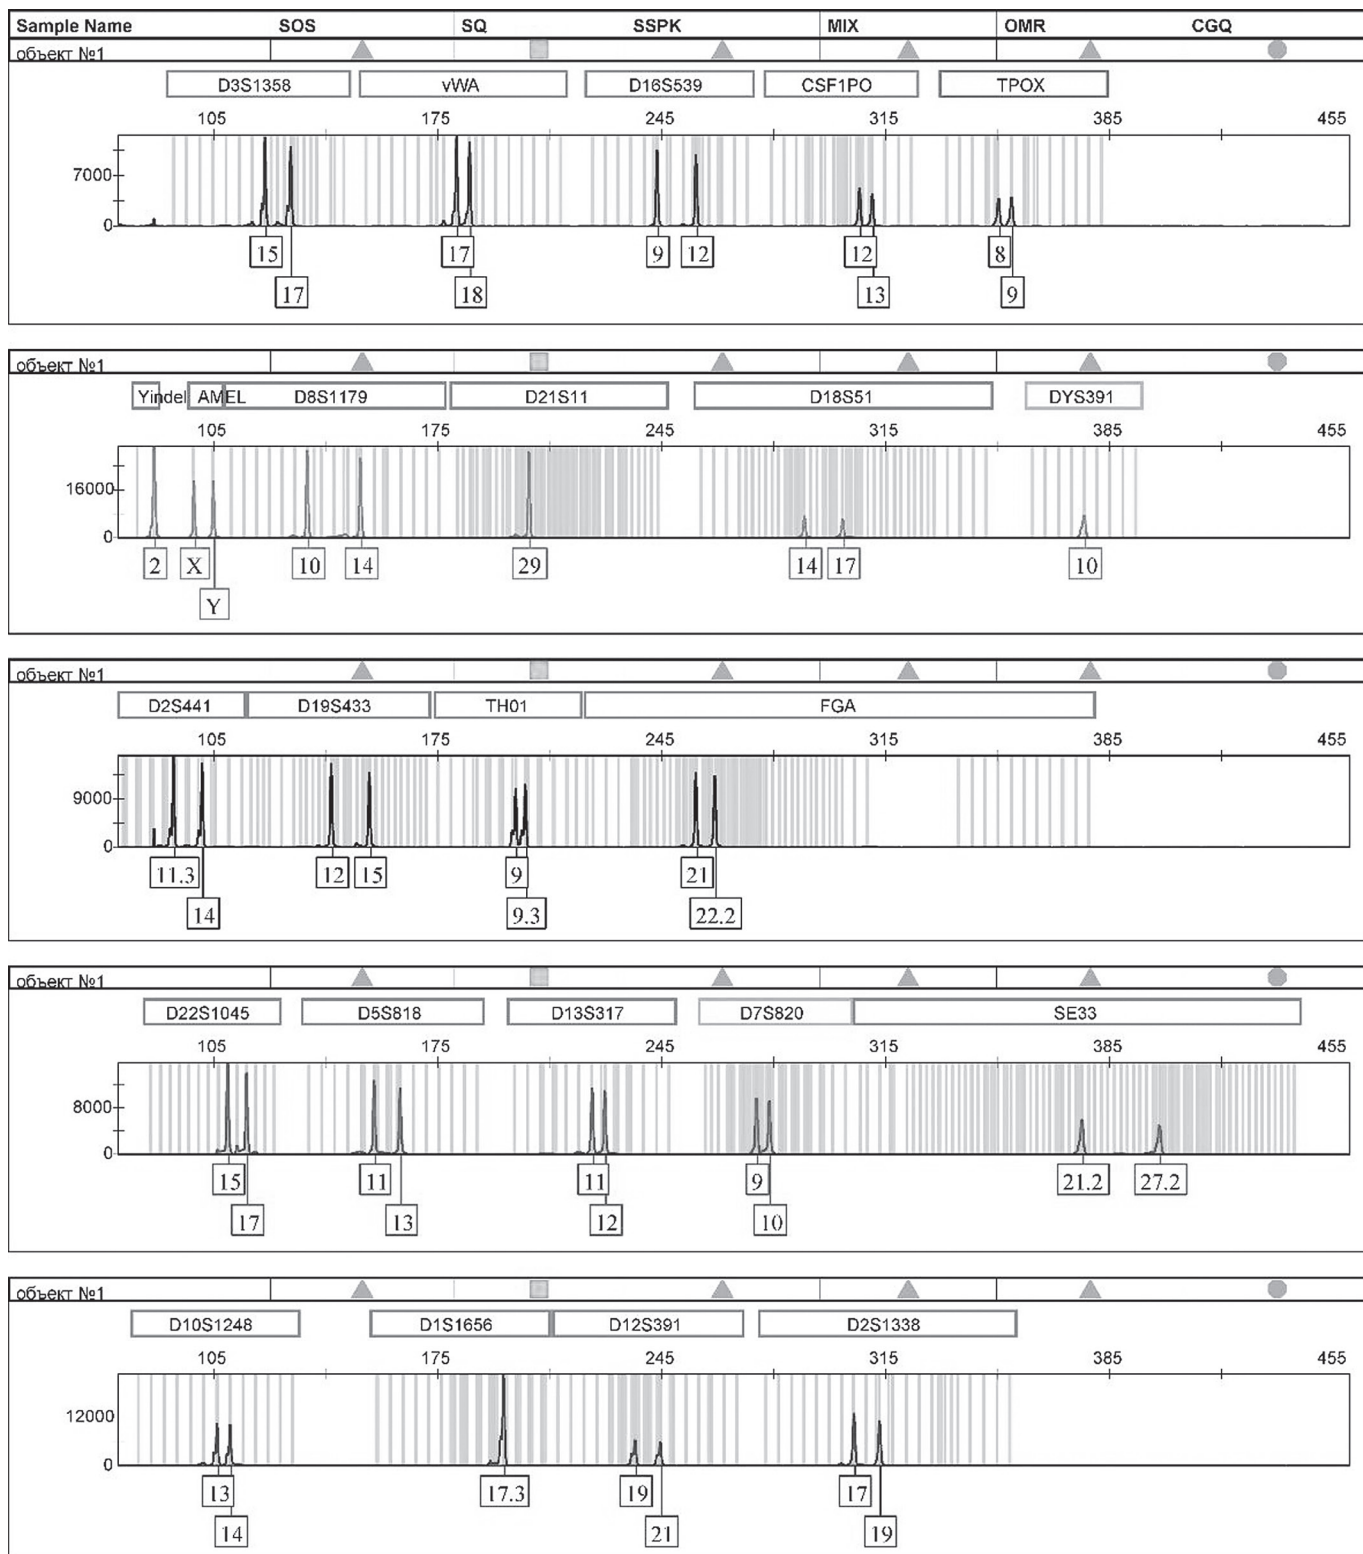 Sample Name SOS SQ SSPK MIX OMR CGQ
объект №1
D3S1358 vWA D16S539 CSF1PO TPOX
105 175 245 315 385 455
7000
0
15 17 9 12 12 8
17 18 13 9
объект №1
Yindel AMEL D8S1179 D21S11 D18S51 DYS391
105 175 245 315 385 455
16000
0
2 X 10 14 29 14 17 10
Y
объект №1
D2S441 D19S433 TH01 FGA
105 175 245 315 385 455
9000
0
11.3 12 15 9 21
14 9.3 22.2
объект №1
D22S1045 D5S818 D13S317 D7S820 SE33
105 175 245 315 385 455
8000
0
15 11 11 9 21.2 27.2
17 13 12 10
объект №1
D10S1248 D1S1656 D12S391 D2S1338
105 175 245 315 385 455
12000
0
13 17.3 19 17
14 21 19